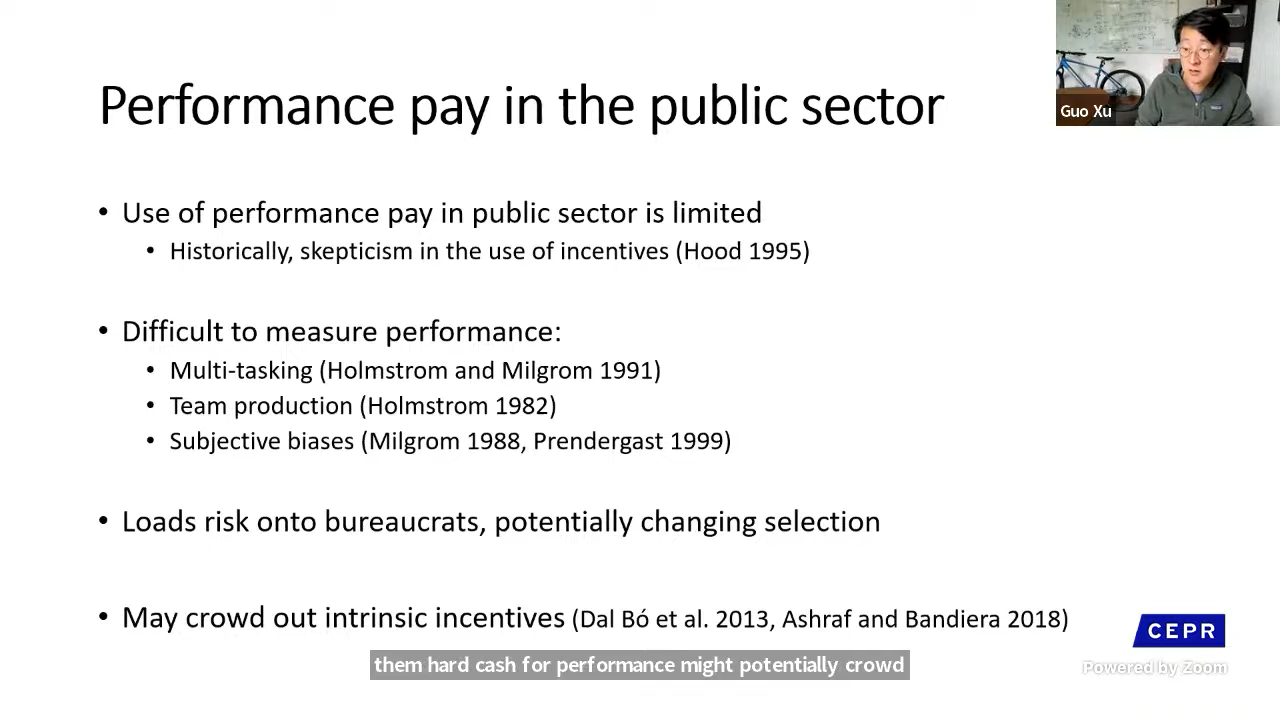 Performance pay in the public sector
Guo Xu
• Use of performance pay in public sector is limited
• Historically, skepticism in the use of incentives (Hood 1995)
• Difficult to measure performance:
• Multi-tasking (Holmstrom and Milgrom 1991)
• Team production (Holmstrom 1982)
• Subjective biases (Milgrom 1988, Prendergast 1999)
• Loads risk onto bureaucrats, potentially changing selection
• May crowd out intrinsic incentives (Dal Bó et al. 2013, Ashraf and Bandiera 2018)
CEPR
them hard cash for performance might potentially crowd
Powered by Zoom